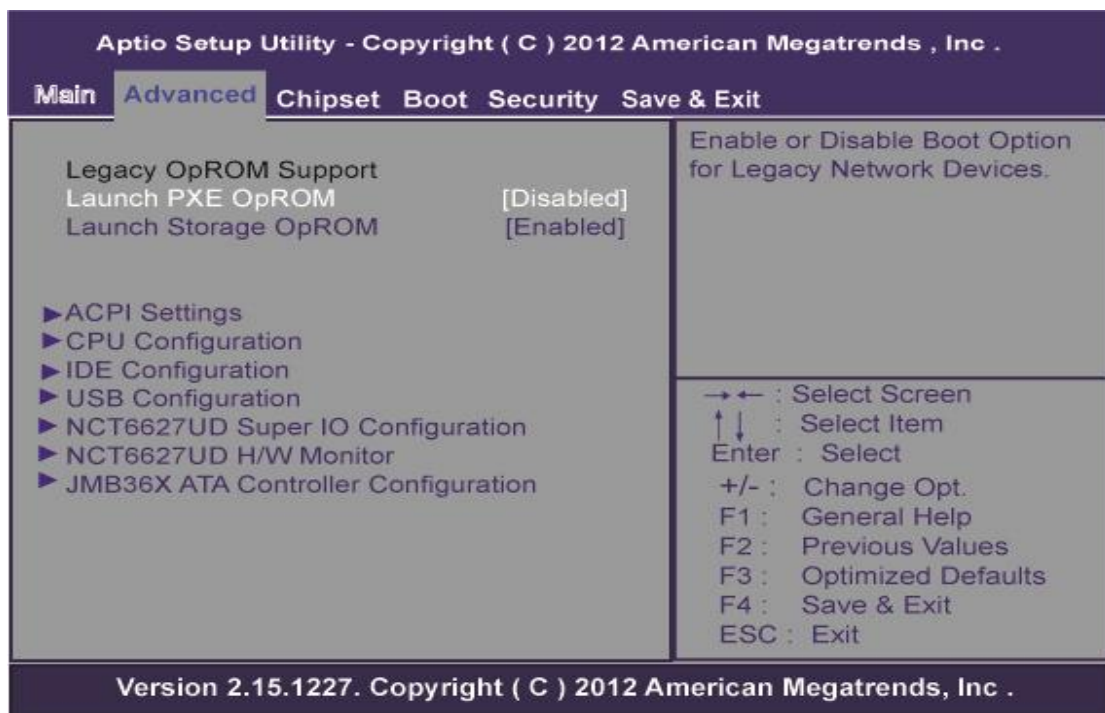 Aptio Setup Utility - Copyright ( C ) 2012 American Megatrends , Inc .
Main Advanced Chipset Boot Security Save & Exit
Legacy OpROM Support
Launch PXE OpROM [Disabled]
Launch Storage OpROM [Enabled]
►ACPI Settings
►CPU Configuration
►IDE Configuration
►USB Configuration
►NCT6627UD Super IO Configuration
►NCT6627UD H/W Monitor
►JMB36X ATA Controller Configuration
Enable or Disable Boot Option
for Legacy Network Devices.
→← : Select Screen
↑↓ : Select Item
Enter : Select
+/- : Change Opt.
F1 : General Help
F2 : Previous Values
F3 : Optimized Defaults
F4 : Save & Exit
ESC : Exit
Version 2.15.1227. Copyright ( C ) 2012 American Megatrends, Inc .